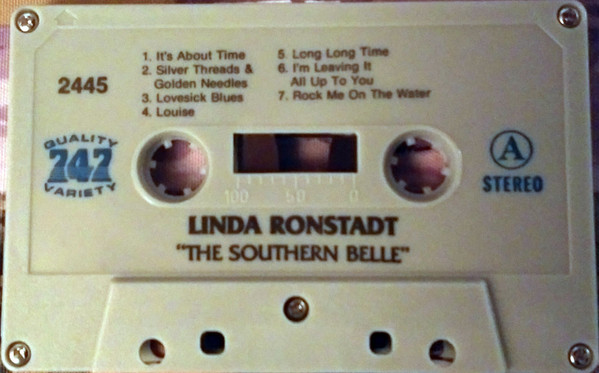 2445
1. It's About Time
2. Silver Threads &
Golden Needles
3. Lovesick Blues
4. Louise
5. Long Long Time
6. I'm Leaving It
All Up To You
7. Rock Me On The Water
QUALITY
242
VARIETY
A
STEREO
100 50 0
LINDA RONSTADT
"THE SOUTHERN BELLE"